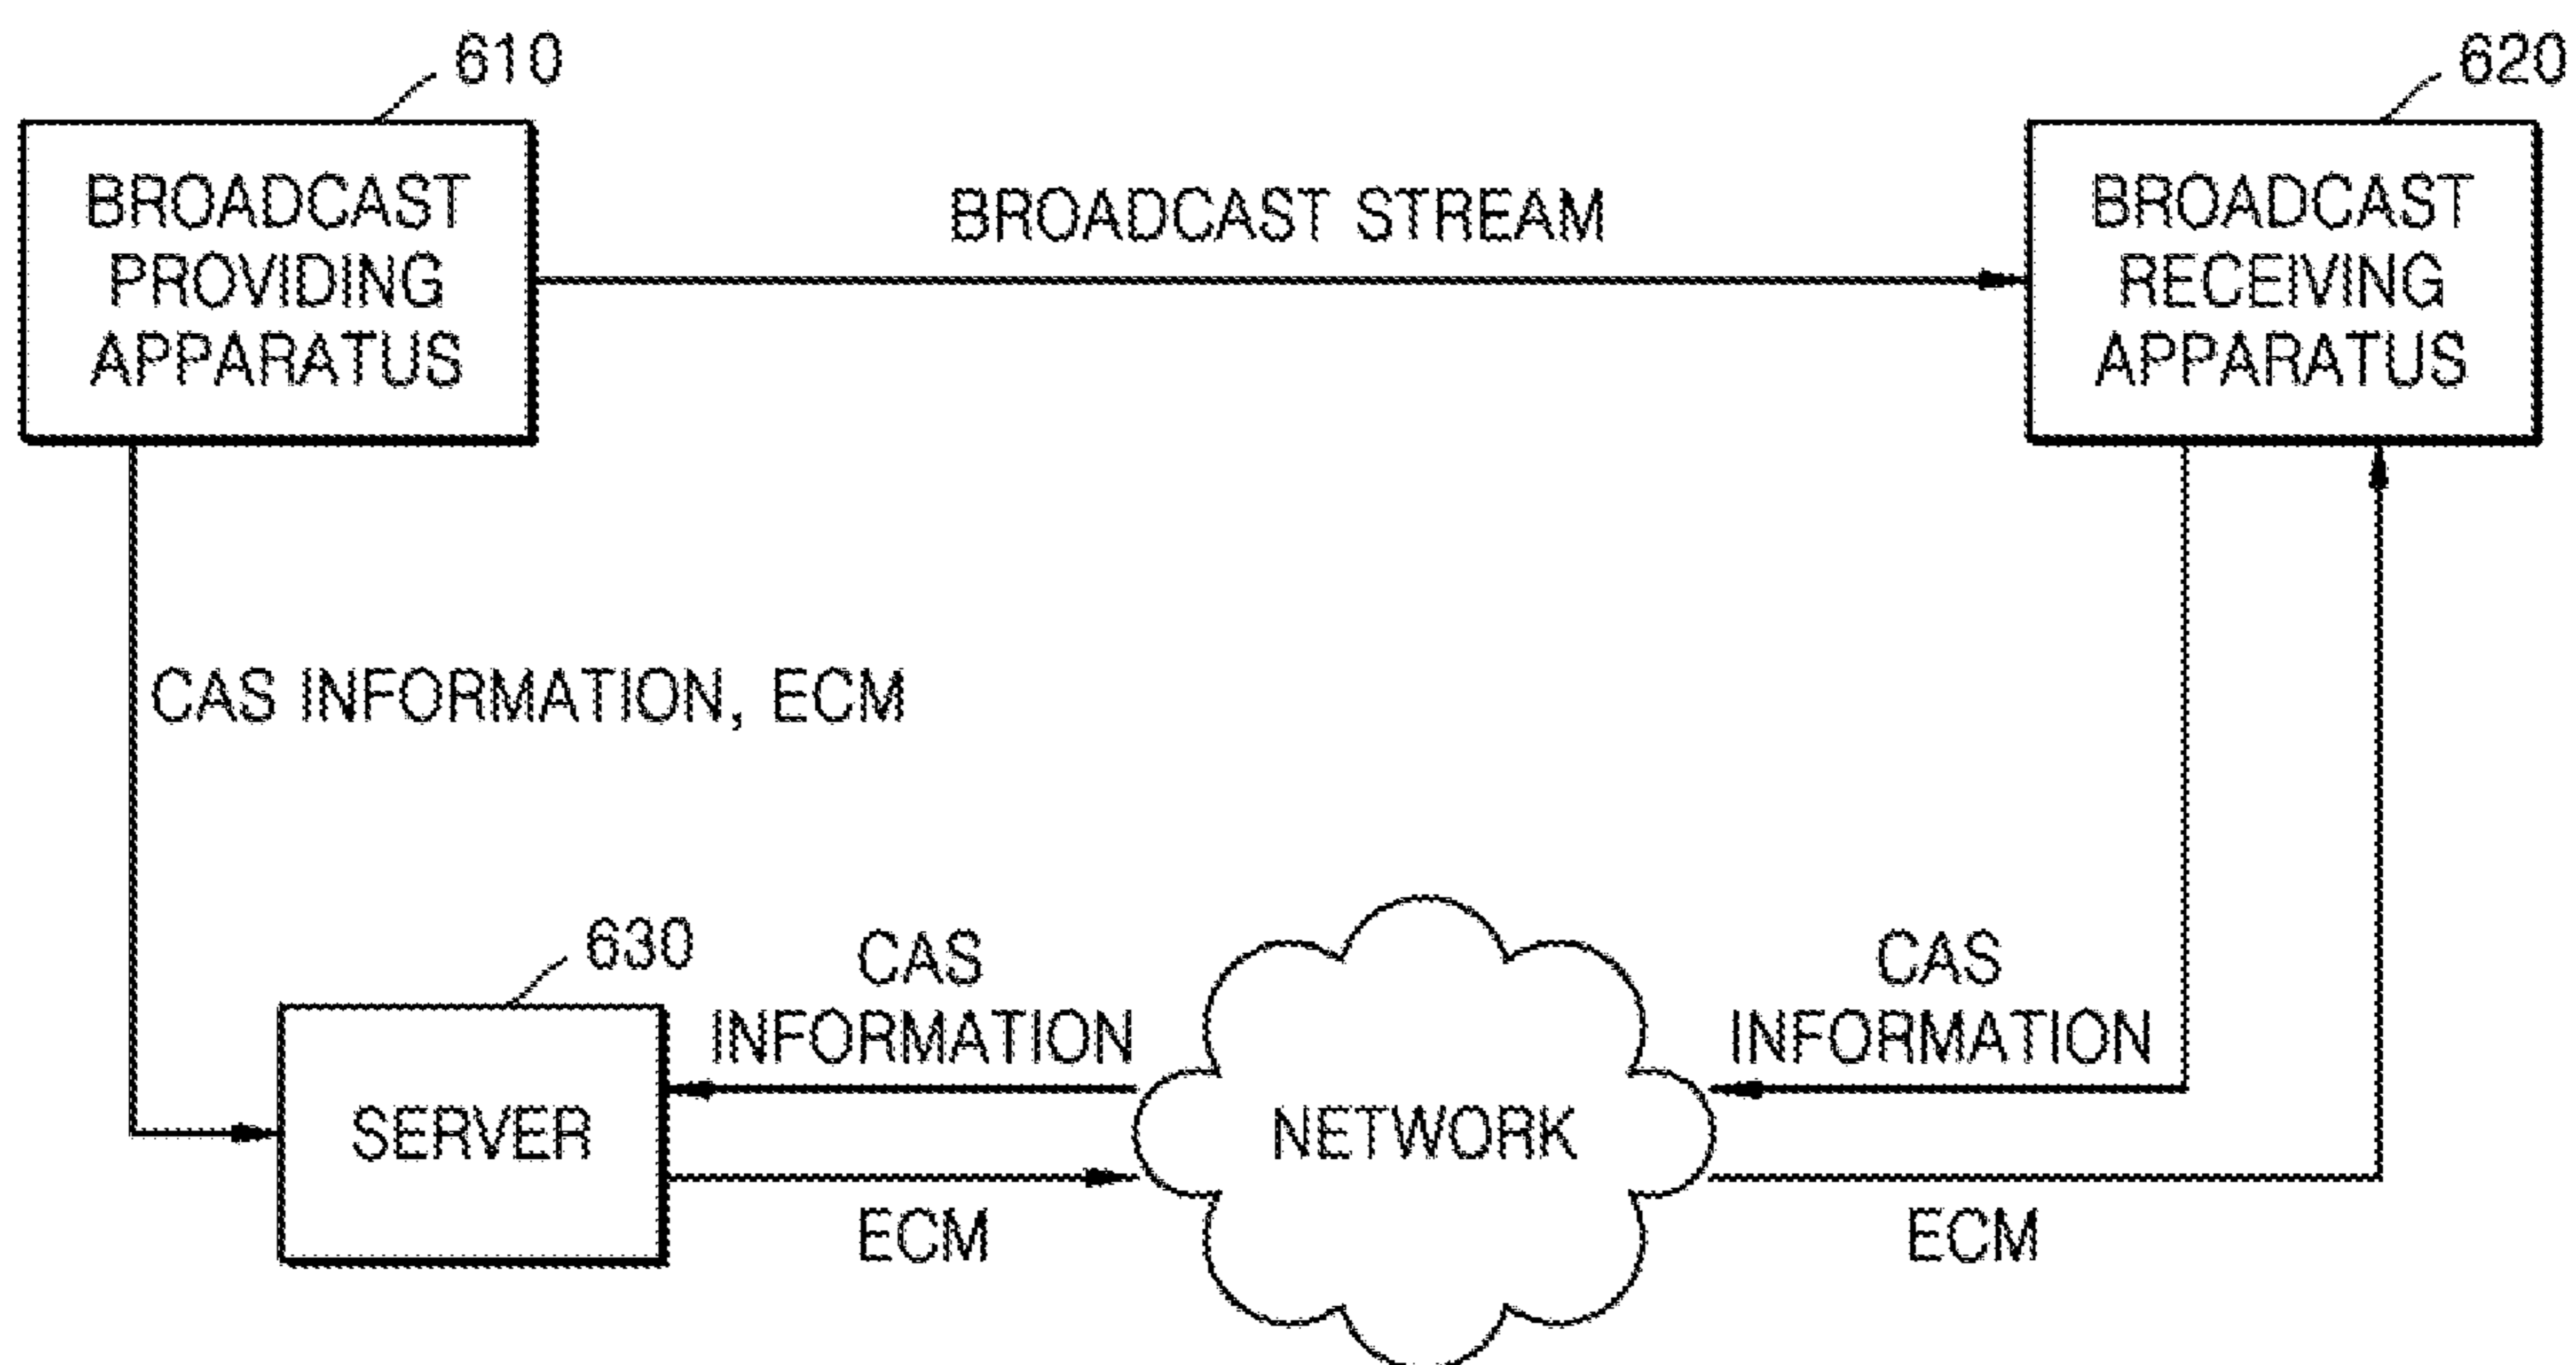 610
620
BROADCAST
PROVIDING
APPARATUS
BROADCAST STREAM
BROADCAST
RECEIVING
APPARATUS
CAS INFORMATION, ECM
630
SERVER
CAS
INFORMATION
ECM
NETWORK
CAS
INFORMATION
ECM